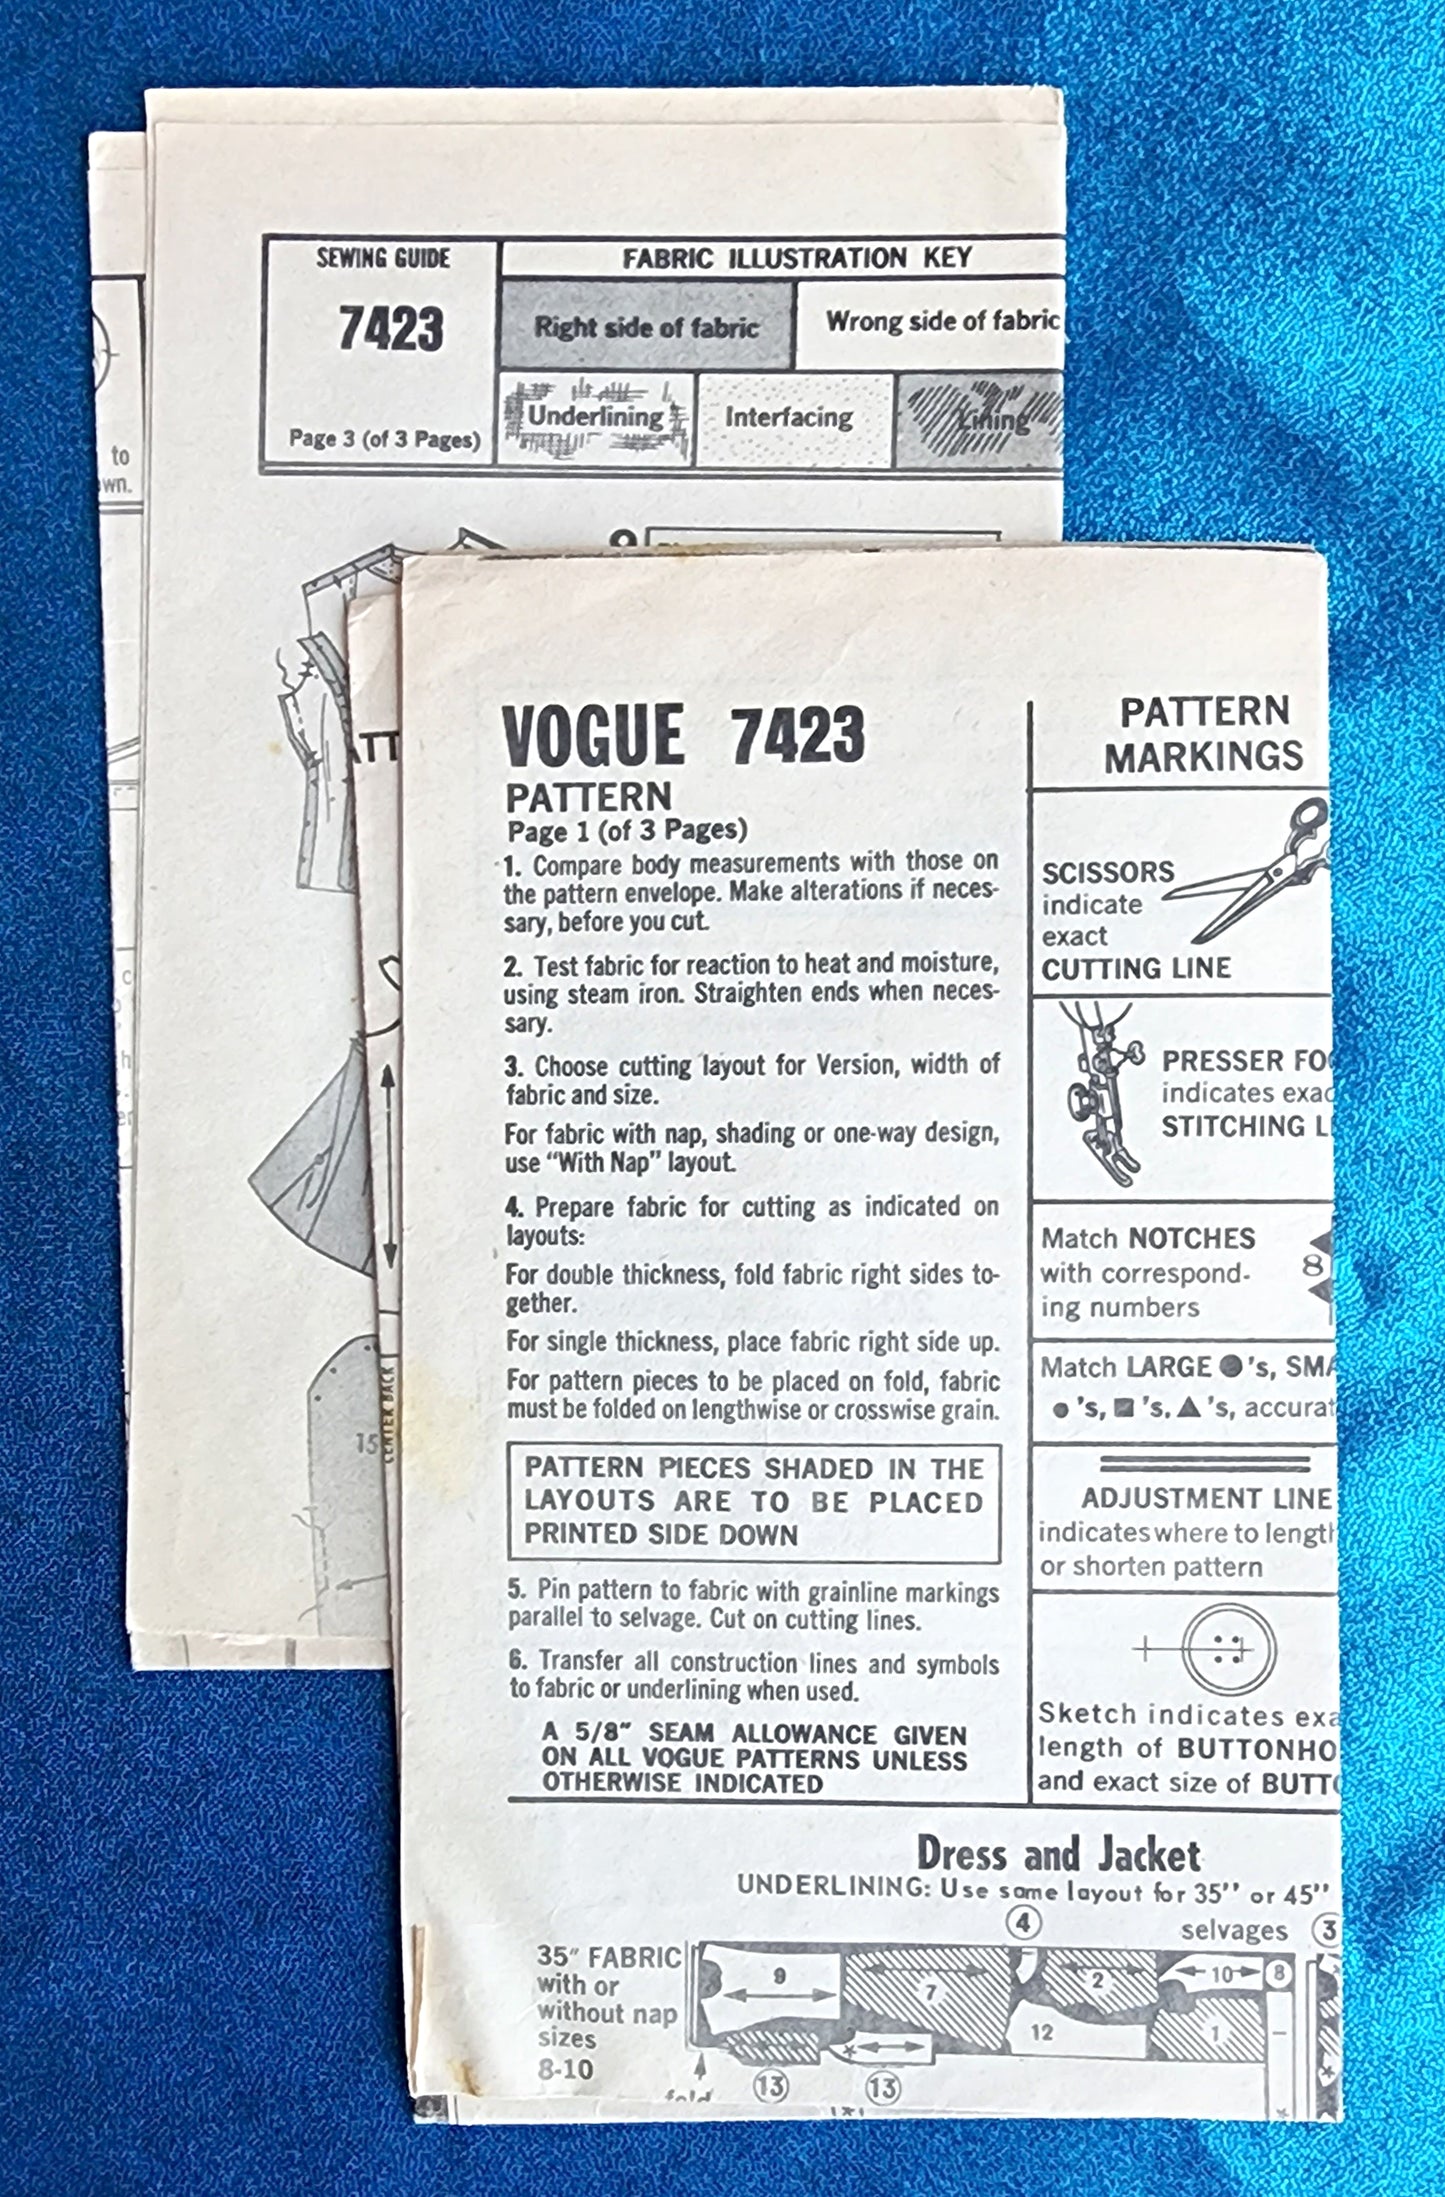 SEWING GUIDE
7423
Page 3 (of 3 Pages)
FABRIC ILLUSTRATION KEY
Right side of fabric
Wrong side of fabric
Underlining
Interfacing
Lining
to
wn.
9
ATT
CENTER BACK
15
VOGUE 7423
PATTERN
Page 1 (of 3 Pages)
1. Compare body measurements with those on
the pattern envelope. Make alterations if neces-
sary, before you cut.
2. Test fabric for reaction to heat and moisture,
using steam iron. Straighten ends when neces-
sary.
3. Choose cutting layout for Version, width of
fabric and size.
For fabric with nap, shading or one-way design,
use "With Nap" layout.
4. Prepare fabric for cutting as indicated on
layouts:
For double thickness, fold fabric right sides to-
gether.
For single thickness, place fabric right side up.
For pattern pieces to be placed on fold, fabric
must be folded on lengthwise or crosswise grain.
PATTERN PIECES SHADED IN THE
LAYOUTS ARE TO BE PLACED
PRINTED SIDE DOWN
5. Pin pattern to fabric with grainline markings
parallel to selvage. Cut on cutting lines.
6. Transfer all construction lines and symbols
to fabric or underlining when used.
A 5/8" SEAM ALLOWANCE GIVEN
ON ALL VOGUE PATTERNS UNLESS
OTHERWISE INDICATED
PATTERN
MARKINGS
SCISSORS
indicate
exact
CUTTING LINE
PRESSER FO
indicates exac
STITCHING L
Match NOTCHES
with correspond-
ing numbers
8
Match LARGE ●'s, SMA
●'s, ■'s, ▲'s, accurat
ADJUSTMENT LINE
indicates where to length
or shorten pattern
Sketch indicates exa
length of BUTTONHO
and exact size of BUTTO
Dress and Jacket
UNDERLINING: Use same layout for 35" or 45"
4
selvages
3
35" FABRIC
with or
without nap
sizes
8-10
9
7
2
10
8
12
1
fold
13
13